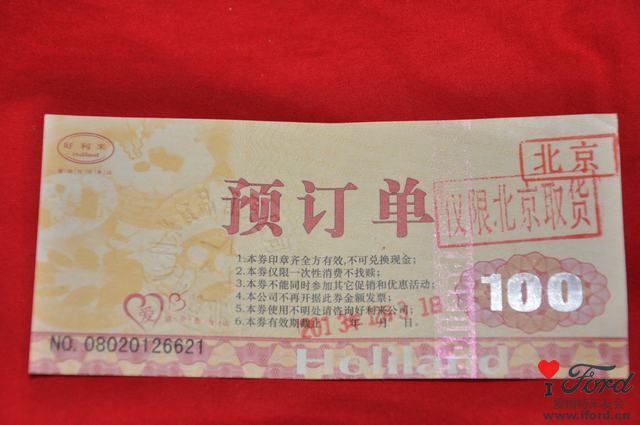 好利来
Holiland
北京
预订单
仅限北京取货
1.本券印章齐全方有效,不可兑换现金;
2.本券仅限一次性消费不找赎;
3.本券不能同时参加其它促销和优惠活动;
4.本公司不再开据此券金额发票;
5.本券使用不明处请咨询好利来公司;
6.本券有效期截止 年 月 日。
100
爱
NO. 08020126621
Holiland
I Ford
www.iford.cn